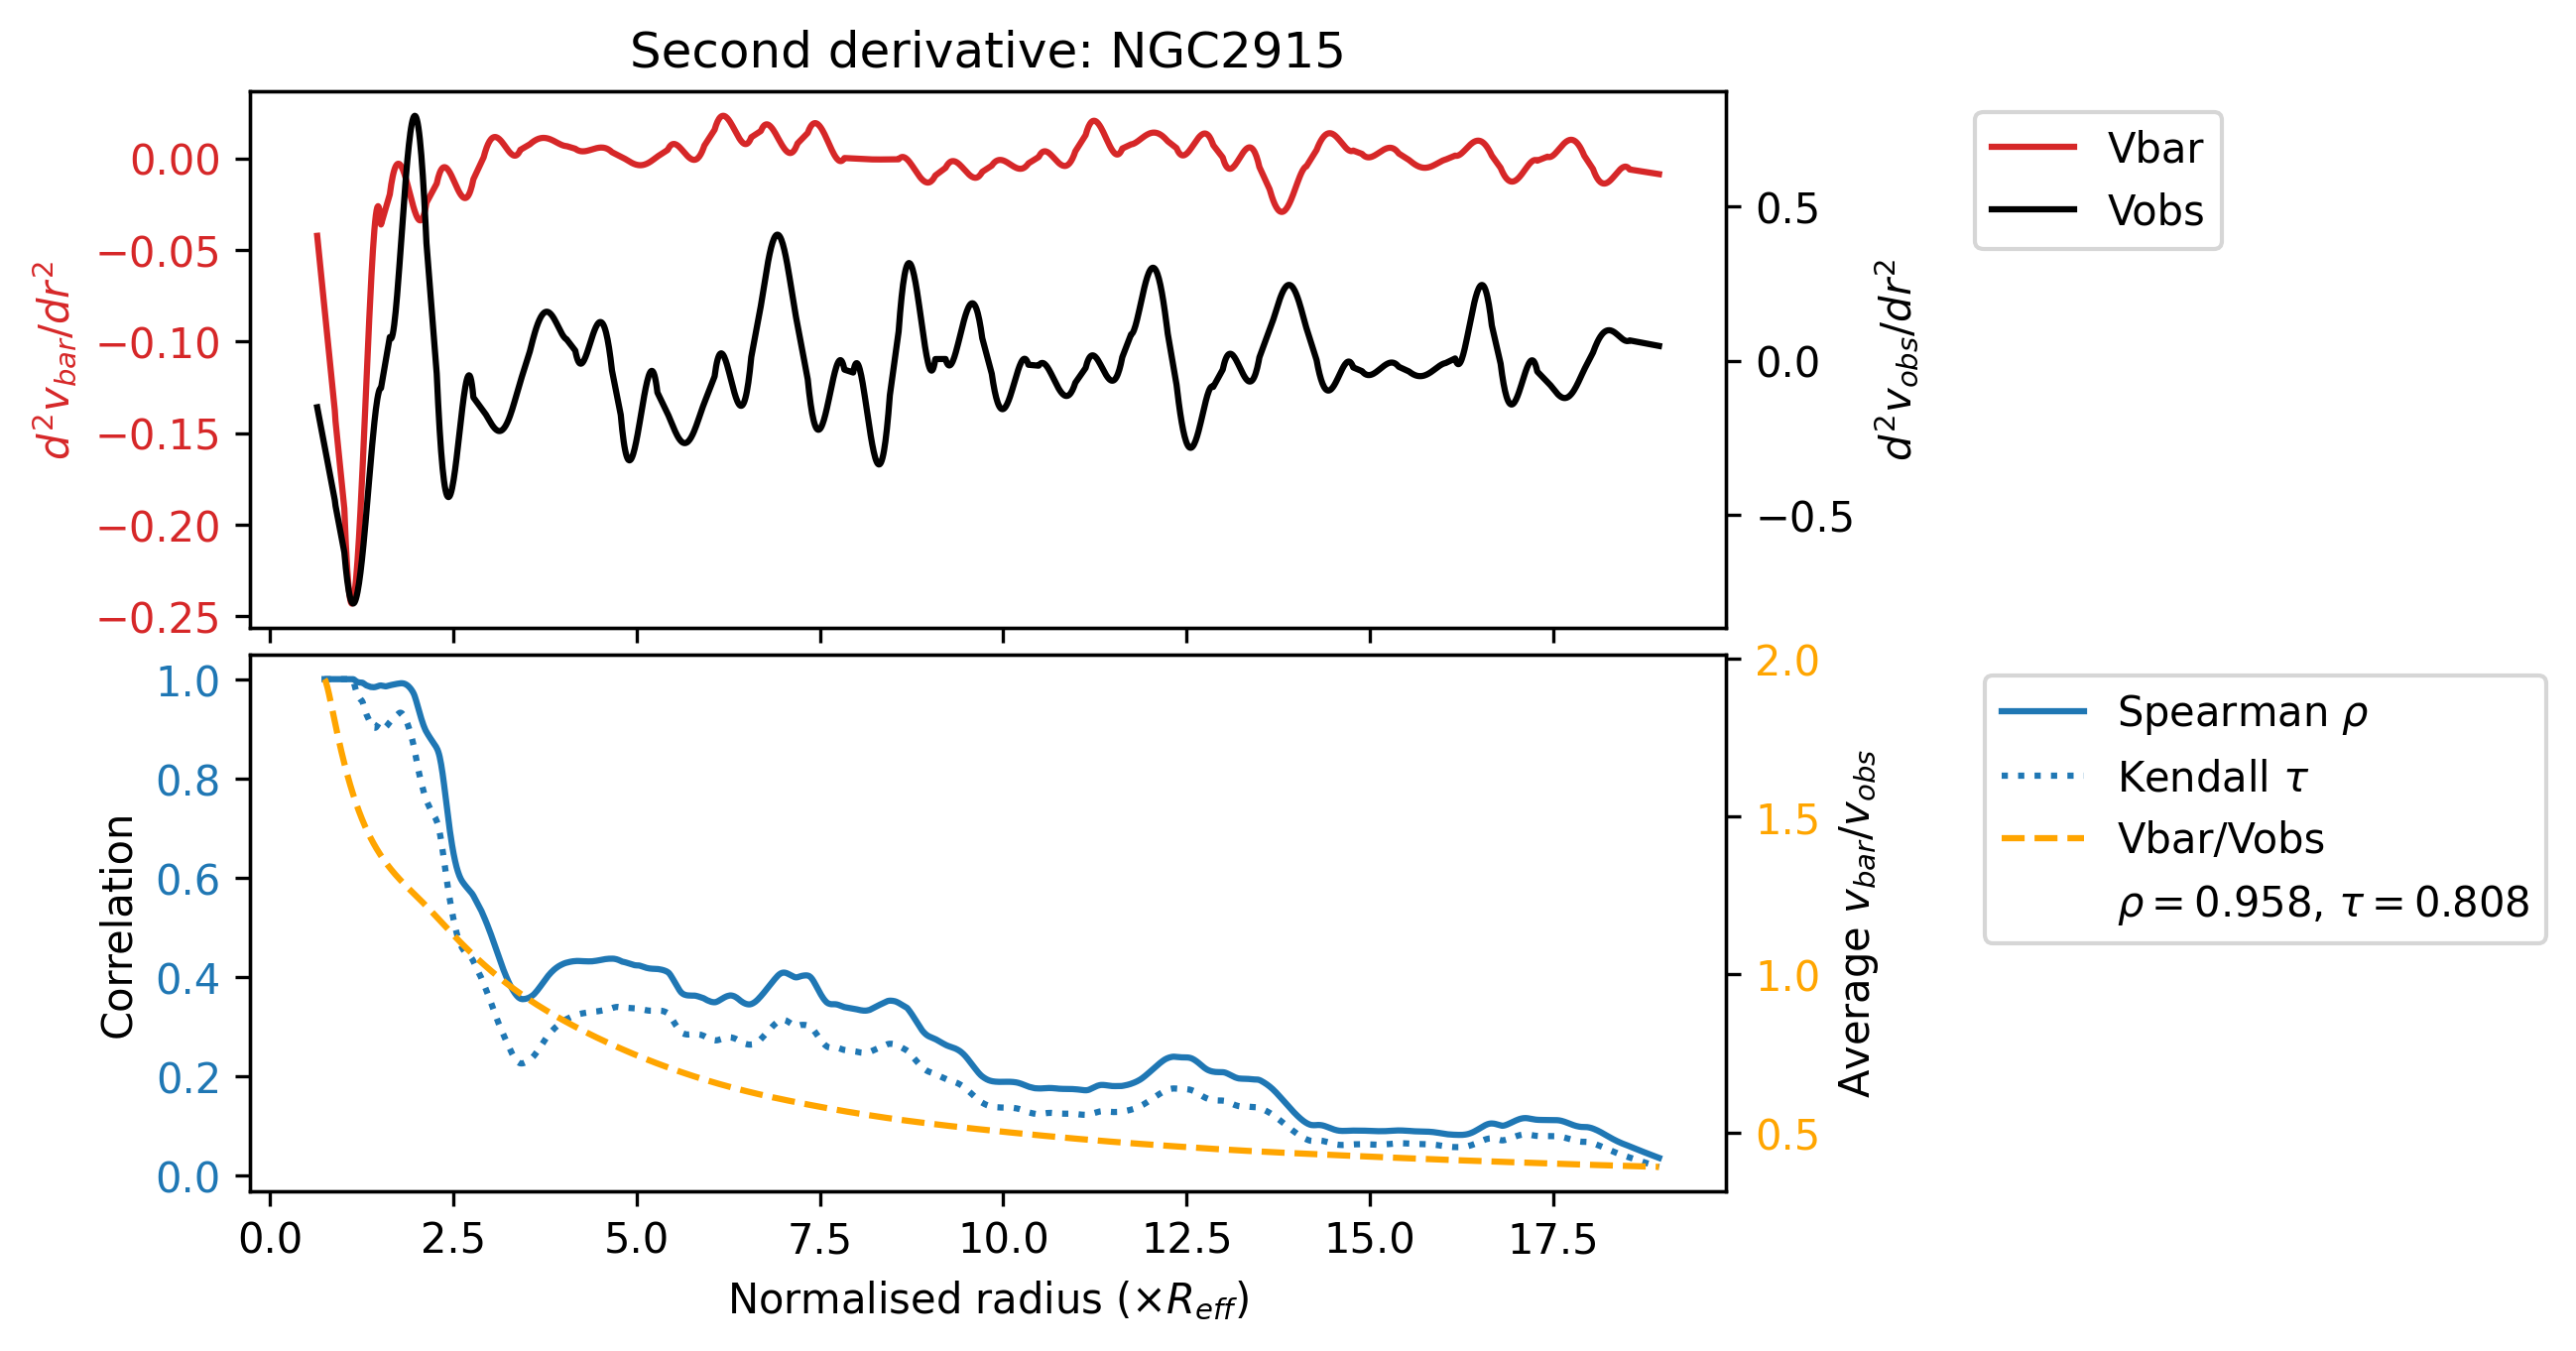 Second derivative: NGC2915
0.00
−0.05
−0.10
−0.15
−0.20
−0.25
d²v_bar/dr²
0.5
0.0
−0.5
d²v_obs/dr²
Vbar
Vobs
1.0
0.8
0.6
0.4
0.2
0.0
Correlation
2.0
1.5
1.0
0.5
Average v_bar/v_obs
Spearman ρ
Kendall τ
Vbar/Vobs
ρ = 0.958, τ = 0.808
0.0 2.5 5.0 7.5 10.0 12.5 15.0 17.5
Normalised radius (×R_eff)